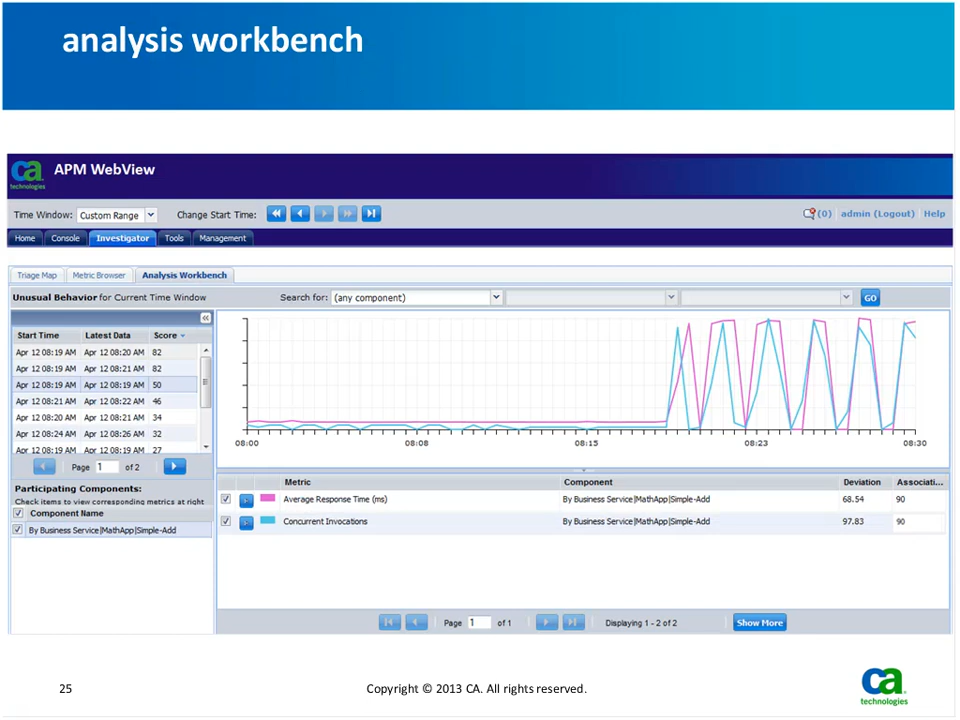 analysis workbench
ca technologies
APM WebView
Time Window: Custom Range Change Start Time: (0) admin (Logout) Help
Home Console Investigator Tools Management
Triage Map Metric Browser Analysis Workbench
Unusual Behavior for Current Time Window Search for: (any component) GO
Start Time Latest Data Score
Apr 12 08:19 AM Apr 12 08:20 AM 82
Apr 12 08:19 AM Apr 12 08:21 AM 82
Apr 12 08:19 AM Apr 12 08:19 AM 50
Apr 12 08:21 AM Apr 12 08:22 AM 46
Apr 12 08:20 AM Apr 12 08:21 AM 34
Apr 12 08:24 AM Apr 12 08:26 AM 32
Apr 12 08:19 AM Apr 12 08:19 AM 27
Page 1 of 2
Participating Components:
Check items to view corresponding metrics at right
Component Name
By Business Service|MathApp|Simple-Add
08:00 08:08 08:15 08:23 08:30
Metric Component Deviation Associati...
Average Response Time (ms) By Business Service|MathApp|Simple-Add 68.54 90
Concurrent Invocations By Business Service|MathApp|Simple-Add 97.83 90
Page 1 of 1 Displaying 1 - 2 of 2 Show More
25 Copyright © 2013 CA. All rights reserved.
ca technologies